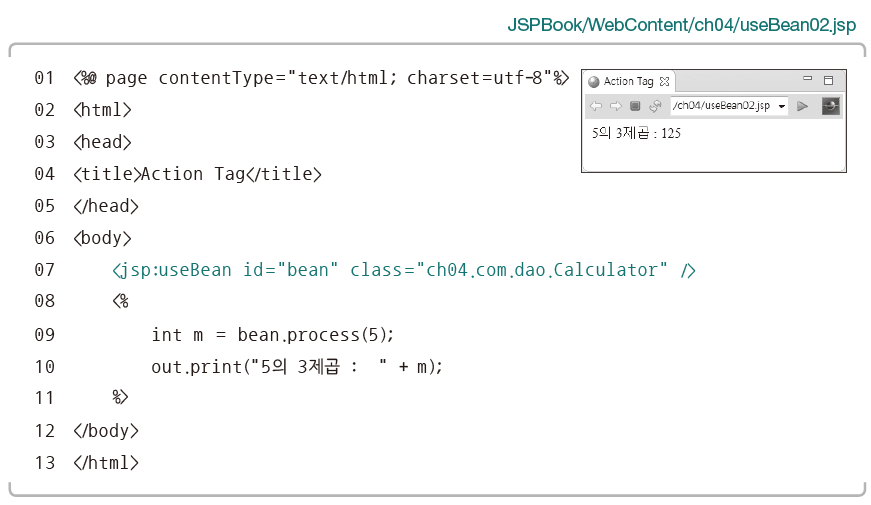 JSPBook/WebContent/ch04/useBean02.jsp
01 <%@ page contentType="text/html; charset=utf-8"%>
02 <html>
03 <head>
04 <title>Action Tag</title>
05 </head>
06 <body>
07 <jsp:useBean id="bean" class="ch04.com.dao.Calculator" />
08 <%
09 int m = bean.process(5);
10 out.print("5의 3제곱 : " + m);
11 %>
12 </body>
13 </html>
Action Tag
/ch04/useBean02.jsp
5의 3제곱 : 125